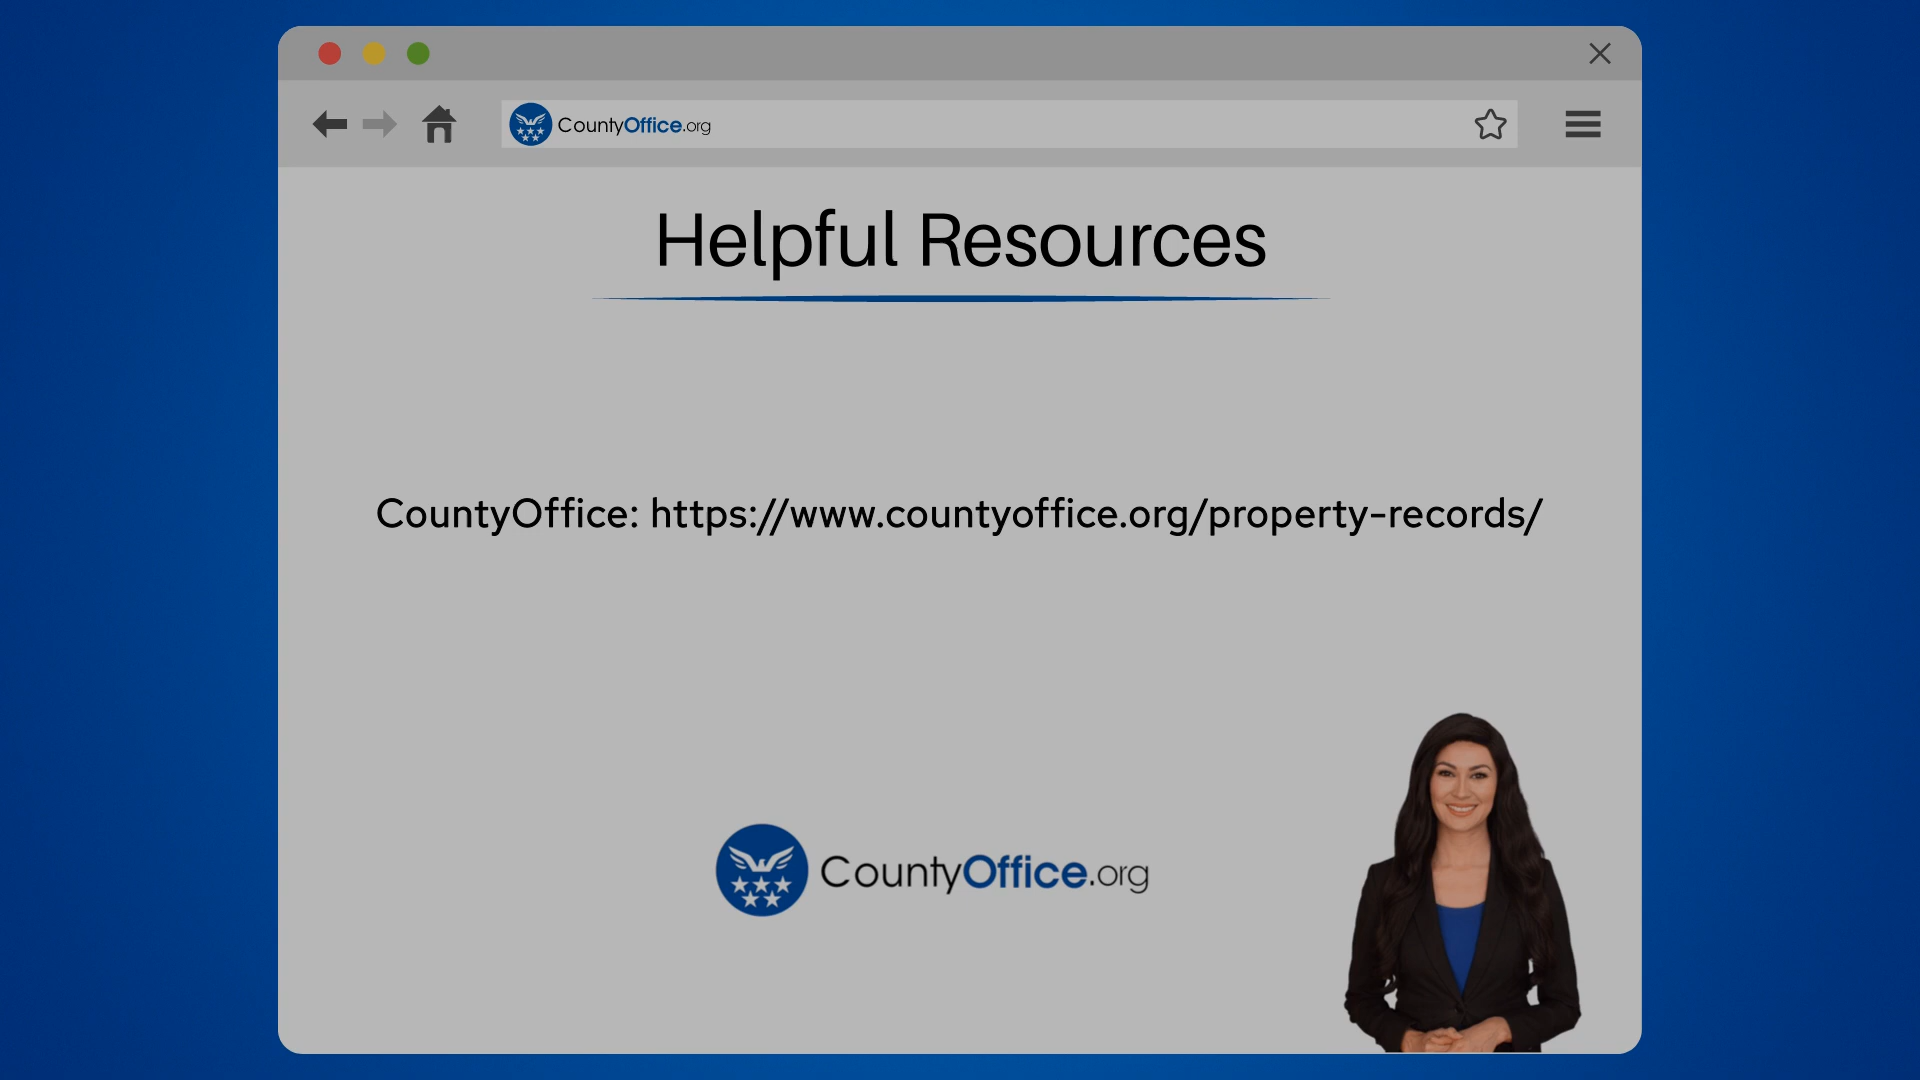 CountyOffice.org
Helpful Resources
CountyOffice: https://www.countyoffice.org/property-records/
CountyOffice.org